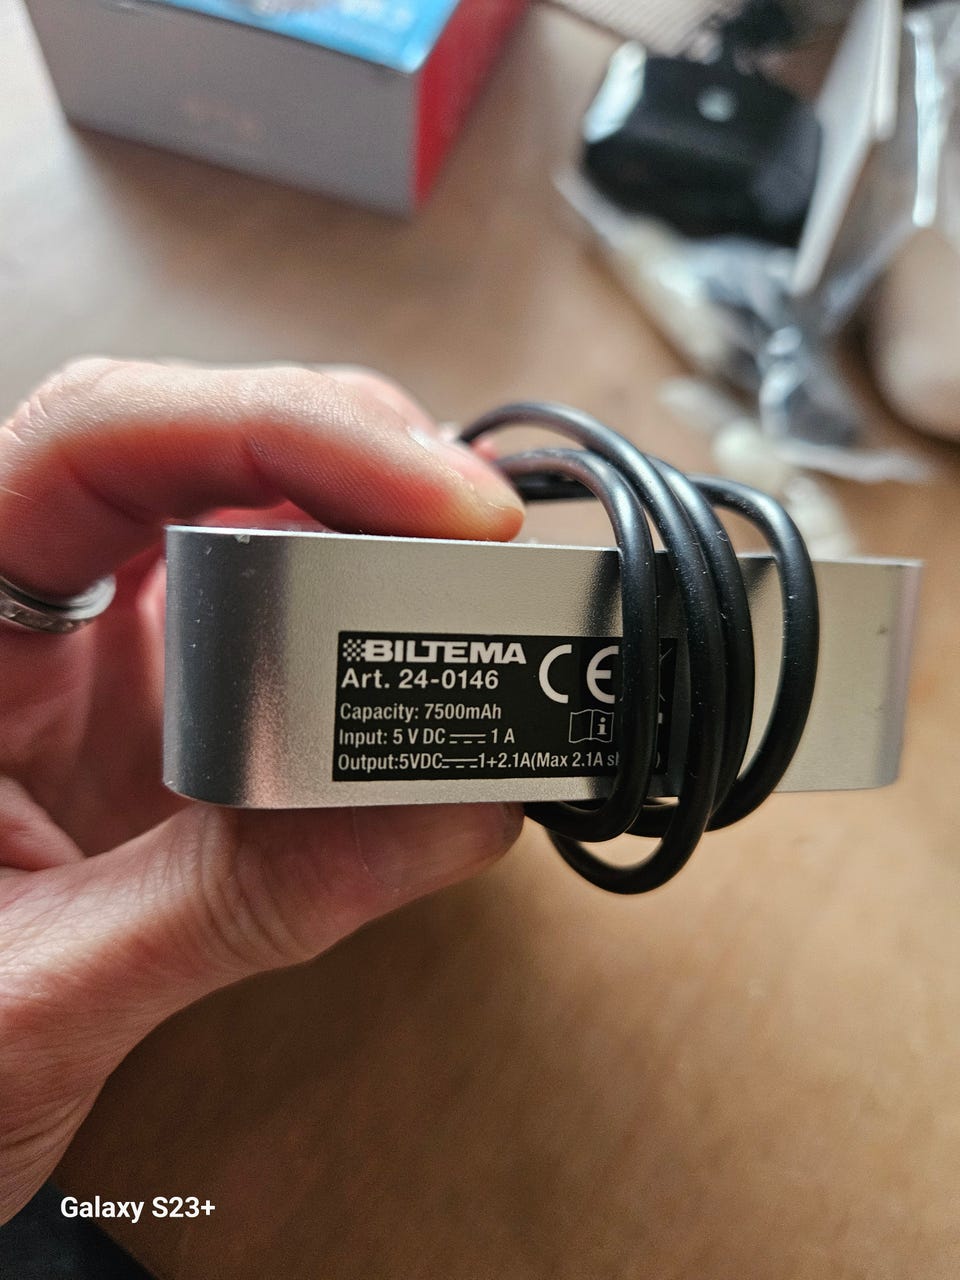 BILTEMA
Art. 24-0146
Capacity: 7500mAh
Input: 5 V DC ⎓ 1 A
Output:5VDC⎓1+2.1A(Max 2.1A
CE
i
Galaxy S23+